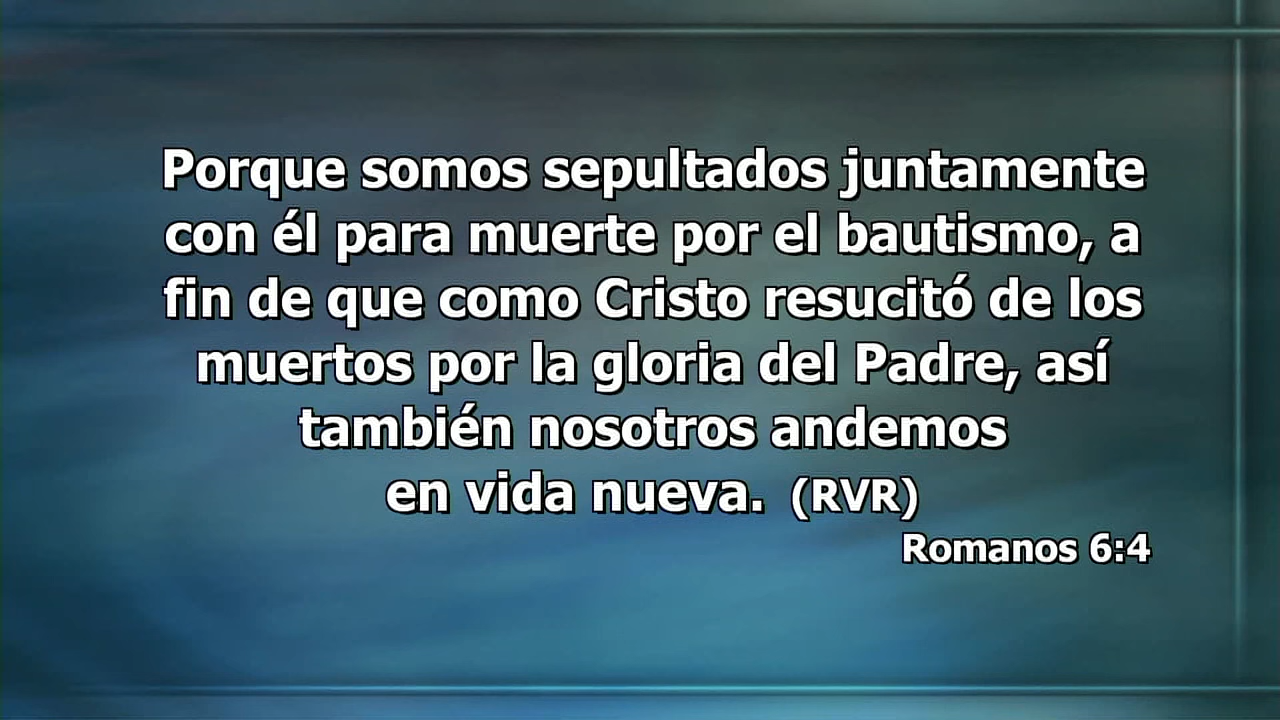 Porque somos sepultados juntamente
con él para muerte por el bautismo, a
fin de que como Cristo resucitó de los
muertos por la gloria del Padre, así
también nosotros andemos
en vida nueva. (RVR)
Romanos 6:4